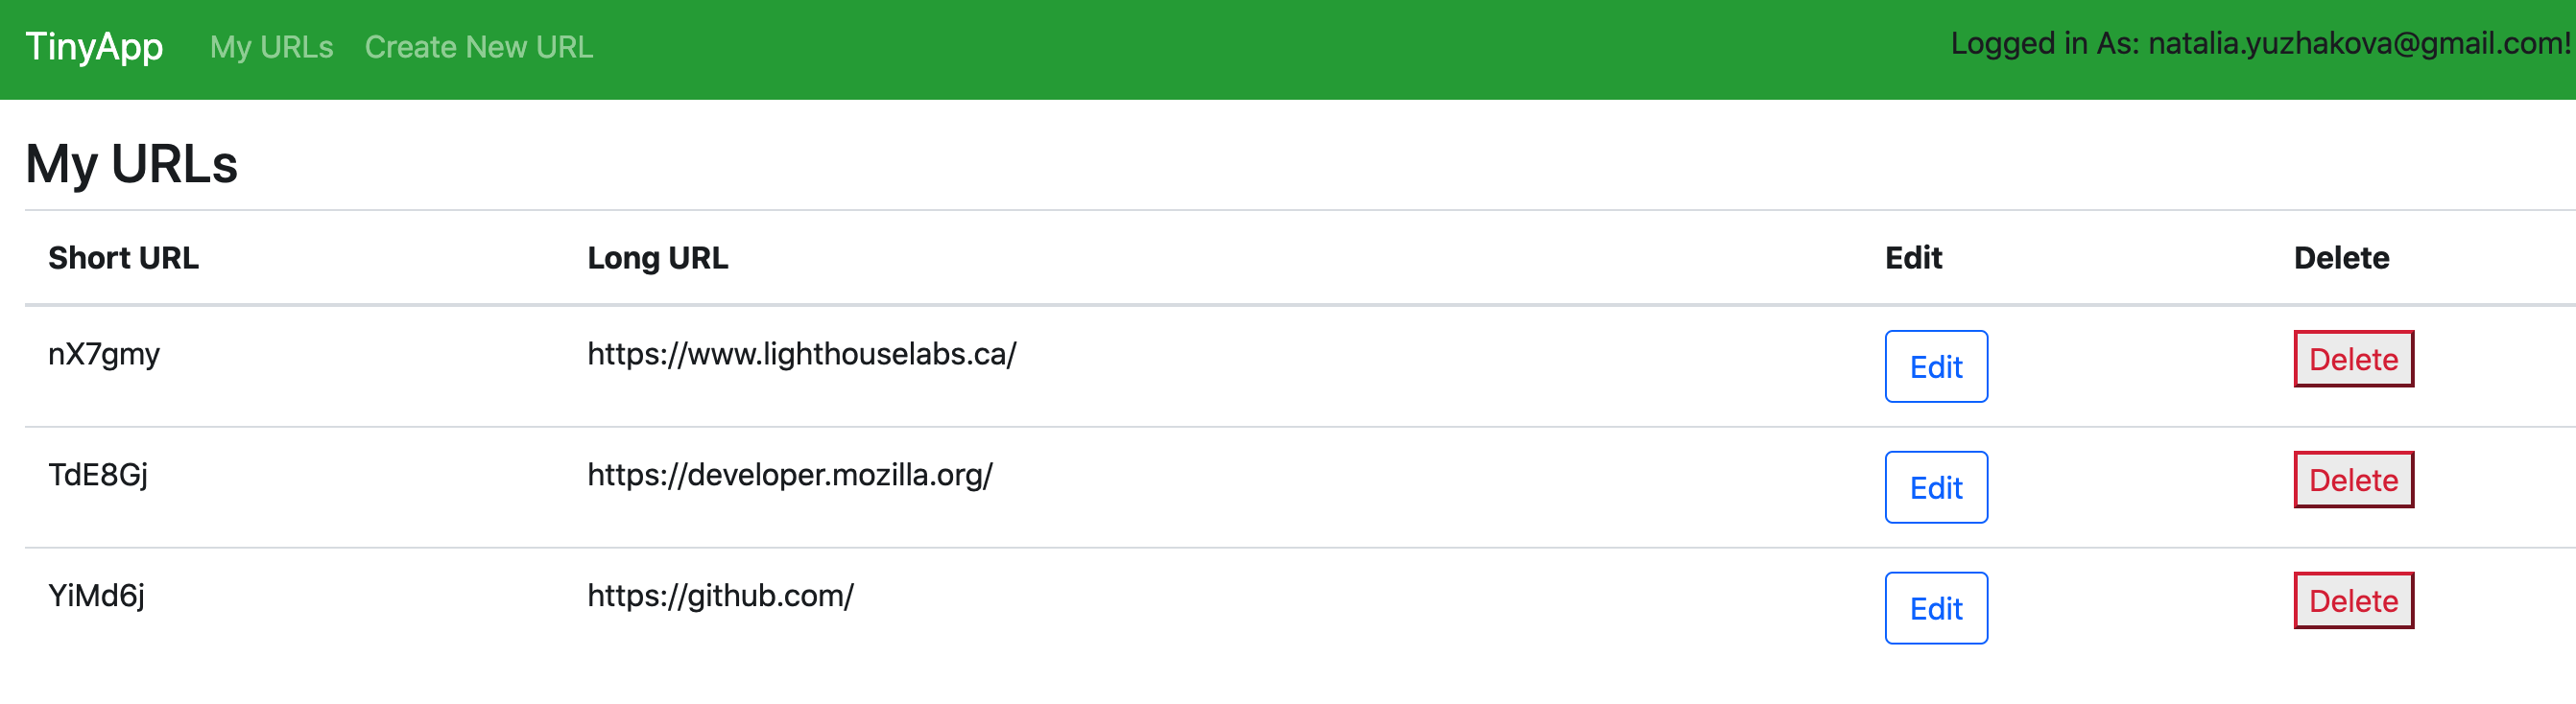 TinyApp My URLs Create New URL Logged in As: natalia.yuzhakova@gmail.com!
My URLs
Short URL Long URL Edit Delete
nX7gmy https://www.lighthouselabs.ca/ Edit Delete
TdE8Gj https://developer.mozilla.org/ Edit Delete
YiMd6j https://github.com/ Edit Delete